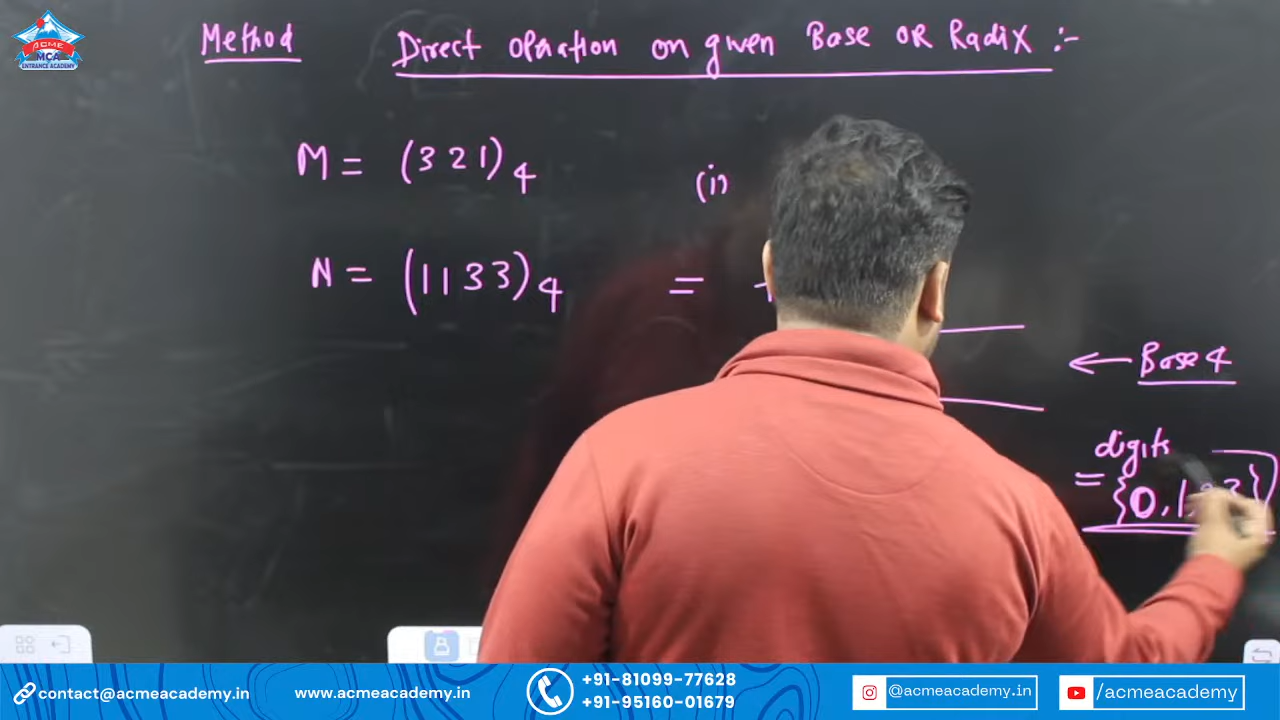 ACME
MCA
ENTRANCE ACADEMY
Method Direct Operation on given Base OR Radix :-
M = (321)4 (i)
N = (1133)4 =
← Base 4
digits
= {0,1,
contact@acmeacademy.in www.acmeacademy.in +91-81099-77628 @acmeacademy.in /acmeacademy
+91-95160-01679